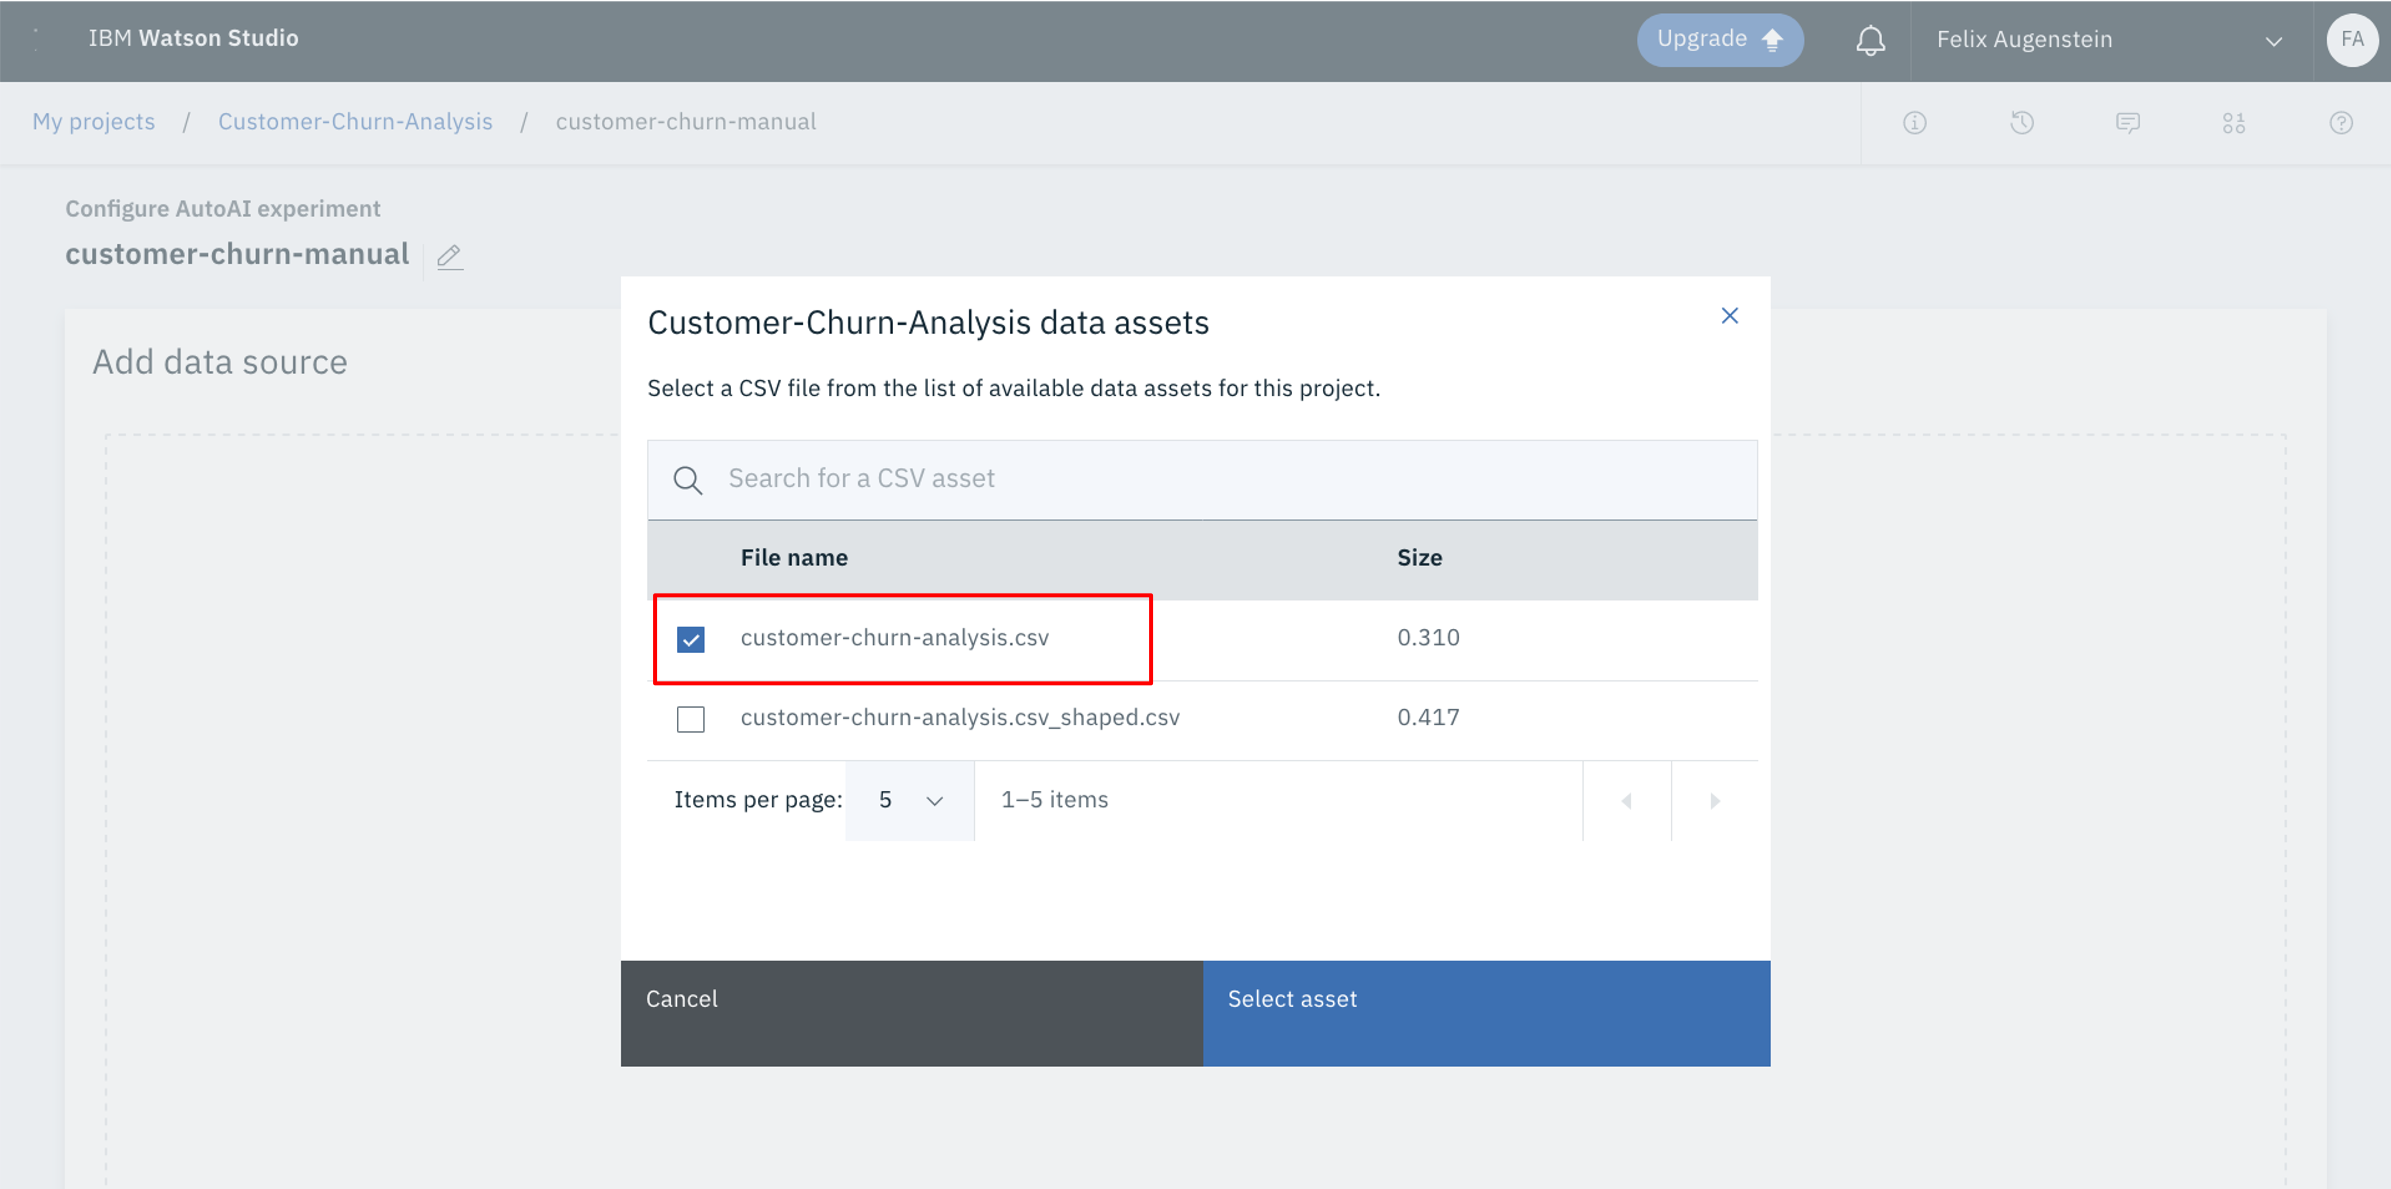 IBM Watson Studio
Upgrade
Felix Augenstein
FA
My projects / Customer-Churn-Analysis / customer-churn-manual
Configure AutoAI experiment
customer-churn-manual
Add data source
Customer-Churn-Analysis data assets
Select a CSV file from the list of available data assets for this project.
Search for a CSV asset
File name Size
customer-churn-analysis.csv 0.310
customer-churn-analysis.csv_shaped.csv 0.417
Items per page: 5 1–5 items
Cancel
Select asset